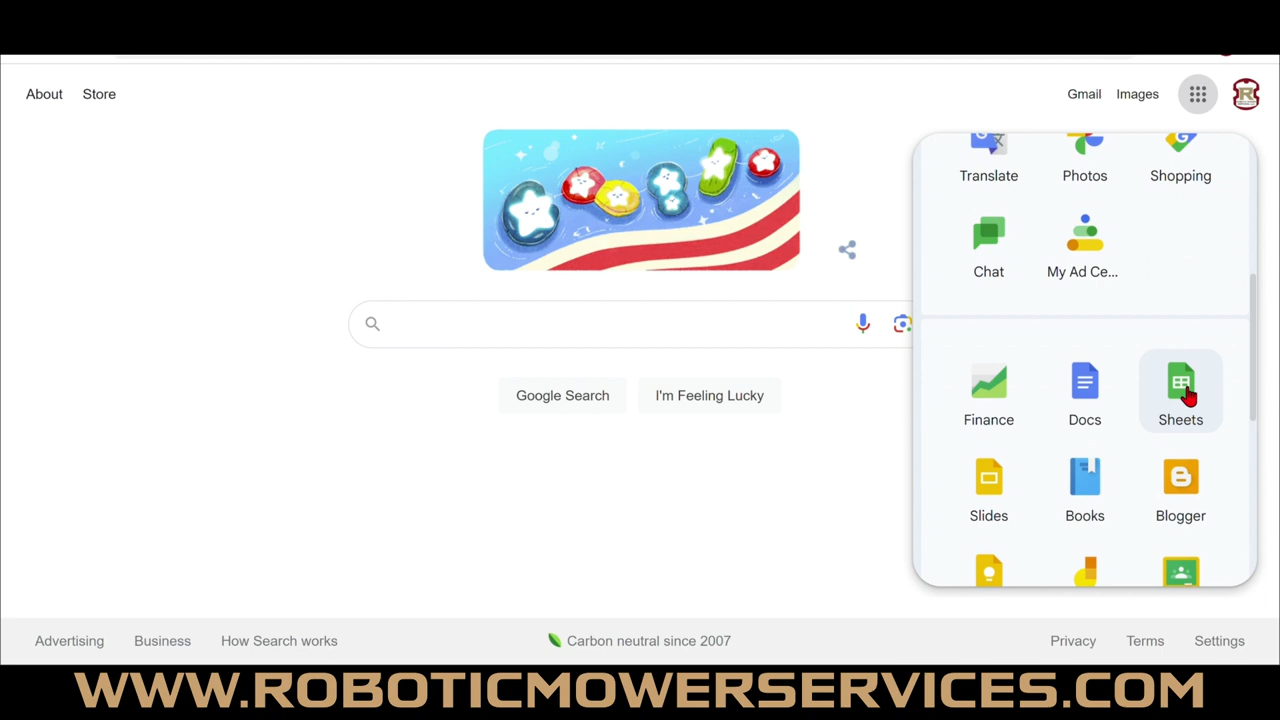 About Store
Gmail Images
Translate Photos Shopping
Chat My Ad Ce...
Google Search I'm Feeling Lucky
Finance Docs Sheets
Slides Books Blogger
Advertising Business How Search works Carbon neutral since 2007 Privacy Terms Settings
WWW.ROBOTICMOWERSERVICES.COM